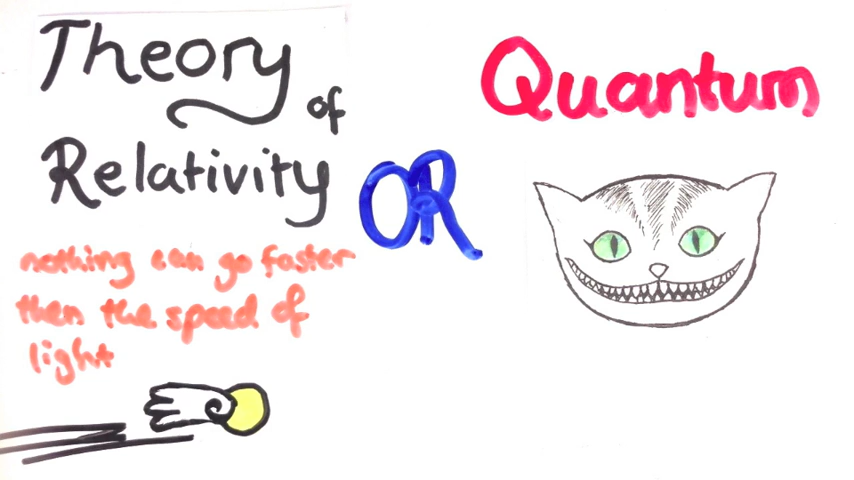 Theory
of
Relativity
OR
Quantum
nothing can go faster
then the speed of
light